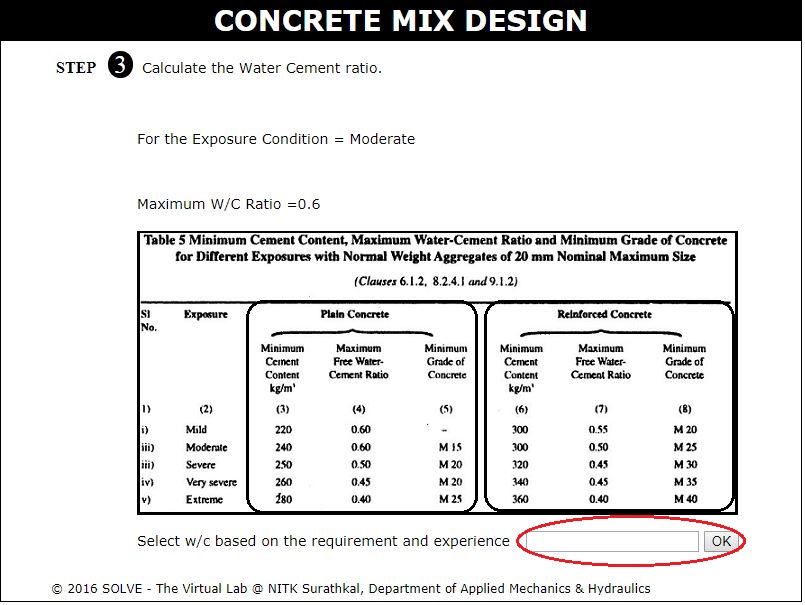 CONCRETE MIX DESIGN
STEP 3 Calculate the Water Cement ratio.
For the Exposure Condition = Moderate
Maximum W/C Ratio =0.6
Table 5 Minimum Cement Content, Maximum Water-Cement Ratio and Minimum Grade of Concrete
for Different Exposures with Normal Weight Aggregates of 20 mm Nominal Maximum Size
(Clauses 6.1.2, 8.2.4.1 and 9.1.2)
Sl Exposure Plain Concrete Reinforced Concrete
No.
Minimum Maximum Minimum Minimum Maximum Minimum
Cement Free Water- Grade of Cement Free Water- Grade of
Content Cement Ratio Concrete Content Cement Ratio Concrete
kg/m³ kg/m³
1) (2) (3) (4) (5) (6) (7) (8)
i) Mild 220 0.60 - 300 0.55 M 20
iii) Moderate 240 0.60 M 15 300 0.50 M 25
iii) Severe 250 0.50 M 20 320 0.45 M 30
iv) Very severe 260 0.45 M 20 340 0.45 M 35
v) Extreme 280 0.40 M 25 360 0.40 M 40
Select w/c based on the requirement and experience OK
© 2016 SOLVE - The Virtual Lab @ NITK Surathkal, Department of Applied Mechanics & Hydraulics